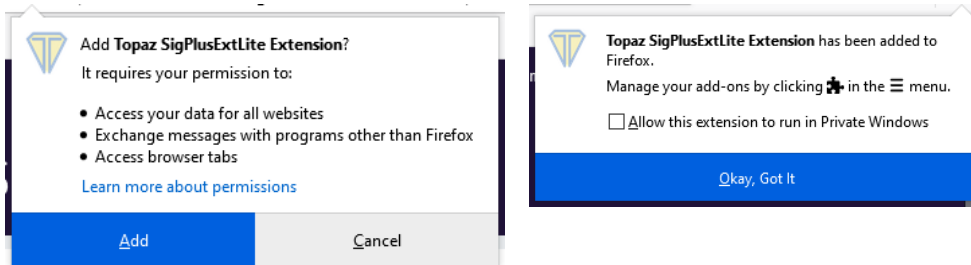 Add Topaz SigPlusExtLite Extension?
It requires your permission to:
• Access your data for all websites
• Exchange messages with programs other than Firefox
• Access browser tabs
Learn more about permissions
Add
Cancel
Topaz SigPlusExtLite Extension has been added to
Firefox.
Manage your add-ons by clicking in the ☰ menu.
Allow this extension to run in Private Windows
Okay, Got It